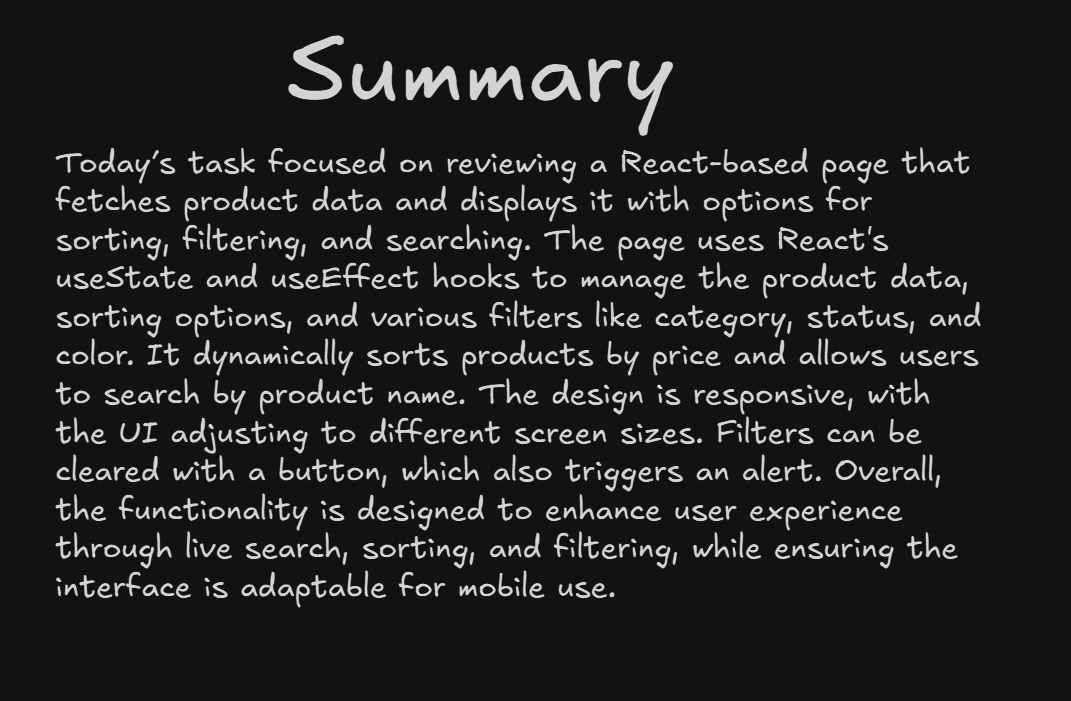 Summary
Today's task focused on reviewing a React-based page that
fetches product data and displays it with options for
sorting, filtering, and searching. The page uses React's
useState and useEffect hooks to manage the product data,
sorting options, and various filters like category, status, and
color. It dynamically sorts products by price and allows users
to search by product name. The design is responsive, with
the UI adjusting to different screen sizes. Filters can be
cleared with a button, which also triggers an alert. Overall,
the functionality is designed to enhance user experience
through live search, sorting, and filtering, while ensuring the
interface is adaptable for mobile use.